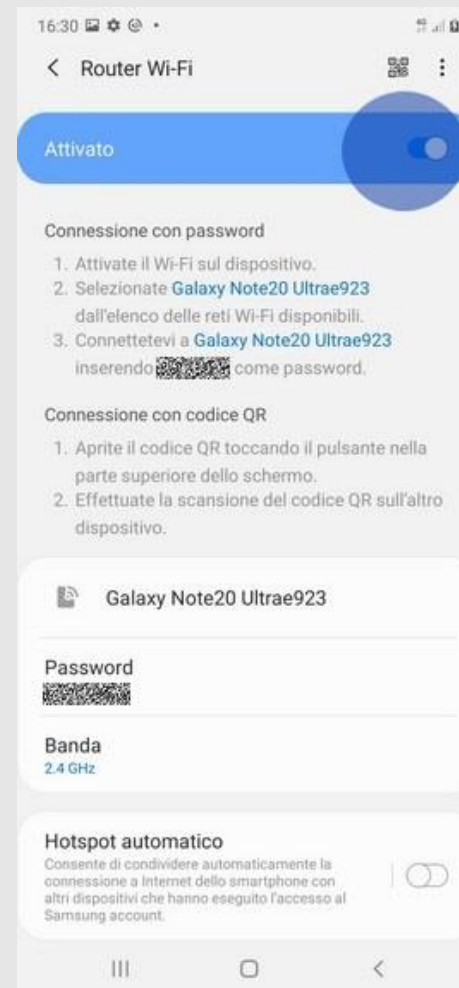 16:30
Router Wi-Fi
Attivato
Connessione con password
1. Attivate il Wi-Fi sul dispositivo.
2. Selezionate Galaxy Note20 Ultrae923
dall'elenco delle reti Wi-Fi disponibili.
3. Connettetevi a Galaxy Note20 Ultrae923
inserendo come password.
Connessione con codice QR
1. Aprite il codice QR toccando il pulsante nella
parte superiore dello schermo.
2. Effettuate la scansione del codice QR sull'altro
dispositivo.
Galaxy Note20 Ultrae923
Password
Banda
2.4 GHz
Hotspot automatico
Consente di condividere automaticamente la
connessione a Internet dello smartphone con
altri dispositivi che hanno eseguito l'accesso al
Samsung account.